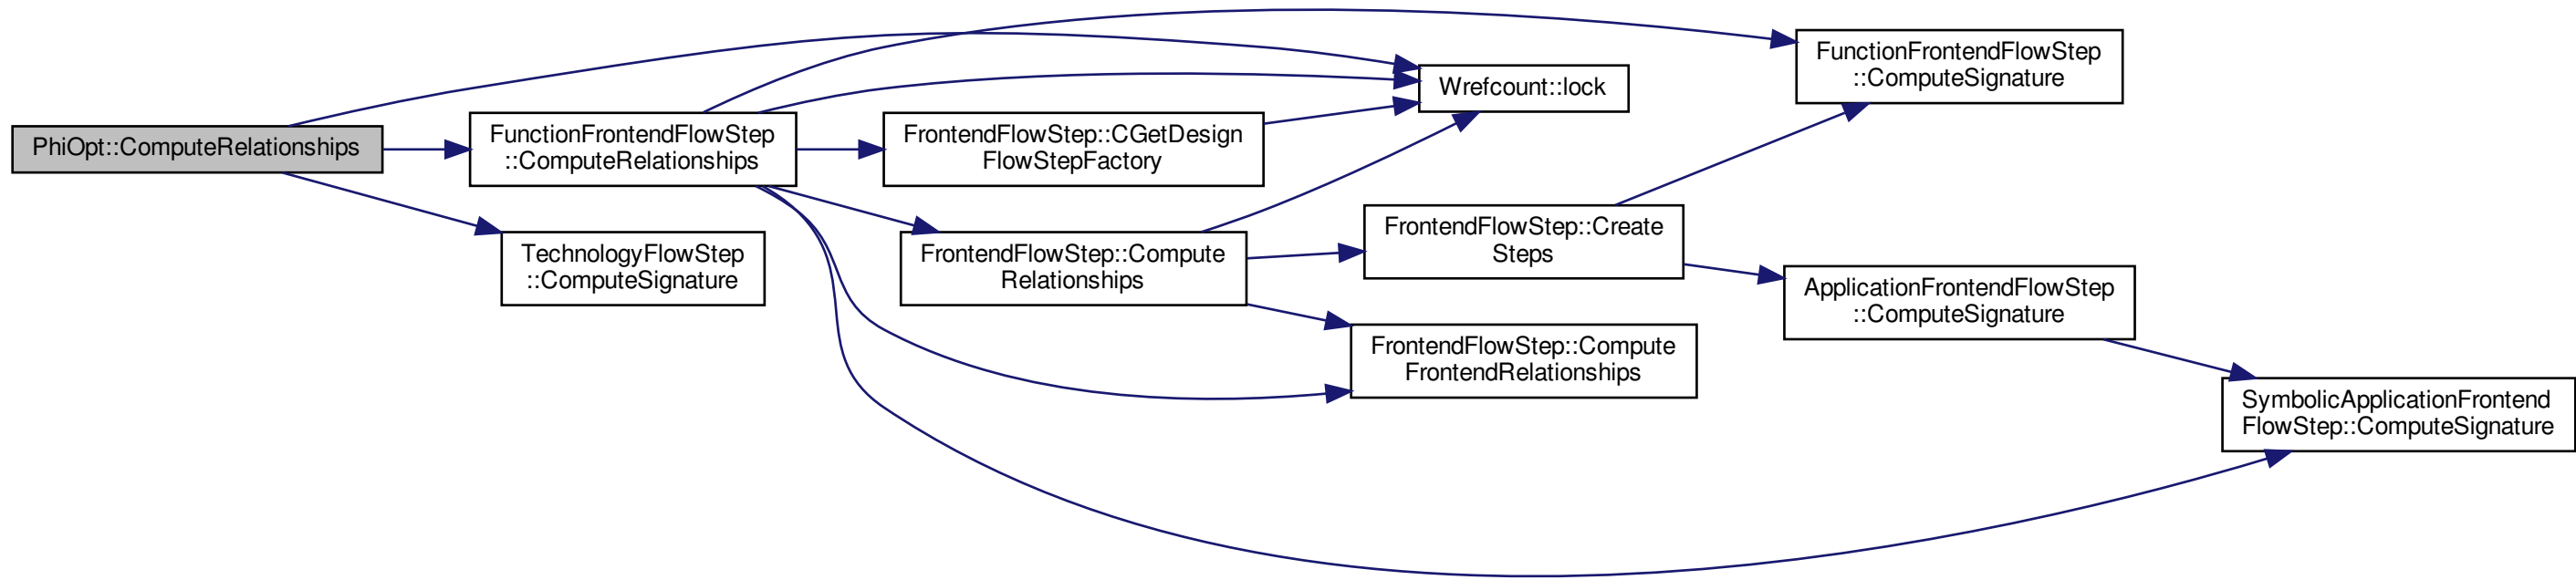 PhiOpt::ComputeRelationships
FunctionFrontendFlowStep
::ComputeRelationships
TechnologyFlowStep
::ComputeSignature
FrontendFlowStep::CGetDesign
FlowStepFactory
FrontendFlowStep::Compute
Relationships
Wrefcount::lock
FrontendFlowStep::Create
Steps
FrontendFlowStep::Compute
FrontendRelationships
FunctionFrontendFlowStep
::ComputeSignature
ApplicationFrontendFlowStep
::ComputeSignature
SymbolicApplicationFrontend
FlowStep::ComputeSignature